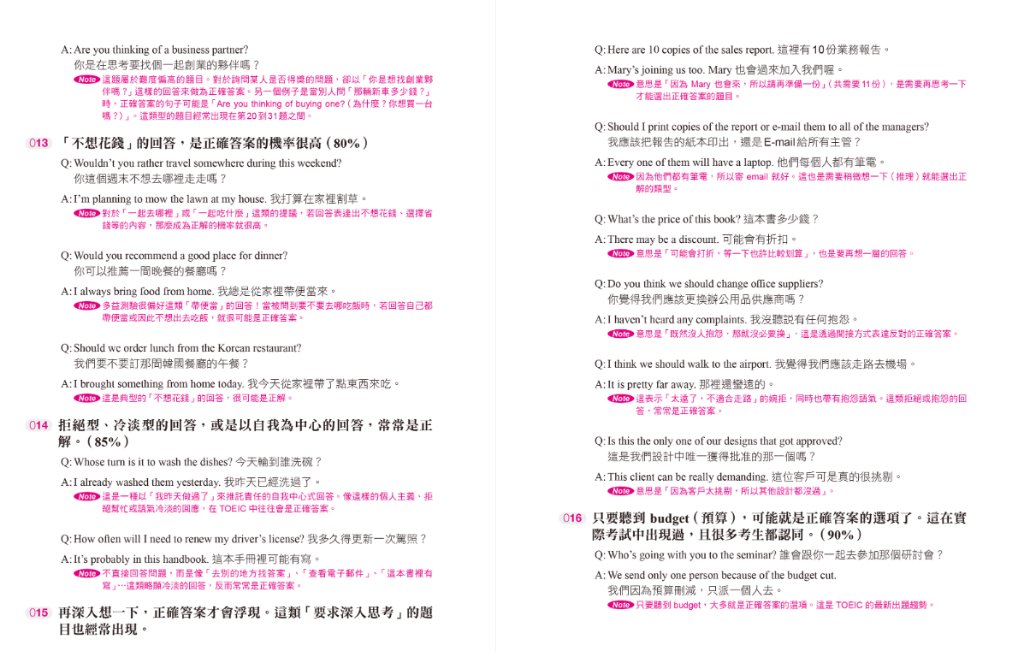 A: Are you thinking of a business partner?
你是在思考要找個一起創業的夥伴嗎？
Note 這題屬於難度偏高的題目。對於詢問某人是否得獎的問題，卻以「你是想找創業夥
伴嗎？」這樣的回答來做為正確答案。另一個例子是當別人問「那輛新車多少錢？」
時，正確答案的句子可能是「Are you thinking of buying one?（為什麼？你想買一台
嗎？）」。這類型的題目經常出現在第20到31題之間。
013 「不想花錢」的回答，是正確答案的機率很高（80%）
Q: Wouldn't you rather travel somewhere during this weekend?
你這個週末不想去哪裡走走嗎？
A: I'm planning to mow the lawn at my house. 我打算在家裡割草。
Note 對於「一起去哪裡」或「一起吃什麼」這類的提議，若回答表達出不想花錢、選擇省
錢等的內容，那麼成為正解的機率就很高。
Q: Would you recommend a good place for dinner?
你可以推薦一間晚餐的餐廳嗎？
A: I always bring food from home. 我總是從家裡帶便當來。
Note 多益測驗很偏好這類「帶便當」的回答！當被問到要不要去哪吃飯時，若回答自己都
帶便當或因此不想出去吃飯，就很可能是正確答案。
Q: Should we order lunch from the Korean restaurant?
我們要不要訂那間韓國餐廳的午餐？
A: I brought something from home today. 我今天從家裡帶了點東西來吃。
Note 這是典型的「不想花錢」的回答，很可能是正解。
014 拒絕型、冷淡型的回答，或是以自我為中心的回答，常常是正
解。（85%）
Q: Whose turn is it to wash the dishes? 今天輪到誰洗碗？
A: I already washed them yesterday. 我昨天已經洗過了。
Note 這是一種以「我昨天做過了」來推託責任的自我中心式回答。像這樣的個人主義、拒
絕幫忙或語氣冷淡的回應，在 TOEIC 中往往會是正確答案。
Q: How often will I need to renew my driver's license? 我多久得更新一次駕照？
A: It's probably in this handbook. 這本手冊裡可能有寫。
Note 不直接回答問題，而是像「去別的地方找答案」、「查看電子郵件」、「這本書裡有
寫」⋯這類略顯冷淡的回答，反而常常是正確答案。
015 再深入想一下，正確答案才會浮現。這類「要求深入思考」的題
目也經常出現。
Q: Here are 10 copies of the sales report. 這裡有10份業務報告。
A: Mary's joining us too. Mary 也會過來加入我們喔。
Note 意思是「因為 Mary 也會來，所以請再準備一份」（共需要11份），是需要再思考一下
才能選出正確答案的題目。
Q: Should I print copies of the report or e-mail them to all of the managers?
我應該把報告的紙本印出，還是E-mail給所有主管？
A: Every one of them will have a laptop. 他們每個人都有筆電。
Note 因為他們都有筆電，所以寄 email 就好。這也是需要稍微想一下（推理）就能選出正
解的類型。
Q: What's the price of this book? 這本書多少錢？
A: There may be a discount. 可能會有折扣。
Note 意思是「可能會打折，等一下也許比較划算」，也是要再想一層的回答。
Q: Do you think we should change office suppliers?
你覺得我們應該更換辦公用品供應商嗎？
A: I haven't heard any complaints. 我沒聽說有任何抱怨。
Note 意思是「既然沒人抱怨，那就沒必要換」，這是透過間接方式表達反對的正確答案。
Q: I think we should walk to the airport. 我覺得我們應該走路去機場。
A: It is pretty far away. 那裡還蠻遠的。
Note 這表示「太遠了，不適合走路」的婉拒，同時也帶有抱怨語氣。這類拒絕或抱怨的回
答，常常是正確答案。
Q: Is this the only one of our designs that got approved?
這是我們設計中唯一獲得批准的那一個嗎？
A: This client can be really demanding. 這位客戶可是真的很挑剔。
Note 意思是「因為客戶太挑剔，所以其他設計都沒過」。
016 只要聽到 budget（預算），可能就是正確答案的選項了。這在實
際考試中出現過，且很多考生都認同。（90%）
Q: Who's going with you to the seminar? 誰會跟你一起去參加那個研討會？
A: We send only one person because of the budget cut.
我們因為預算刪減，只派一個人去。
Note 只要聽到 budget，大多就是正確答案的選項。這是 TOEIC 的最新出題趨勢。